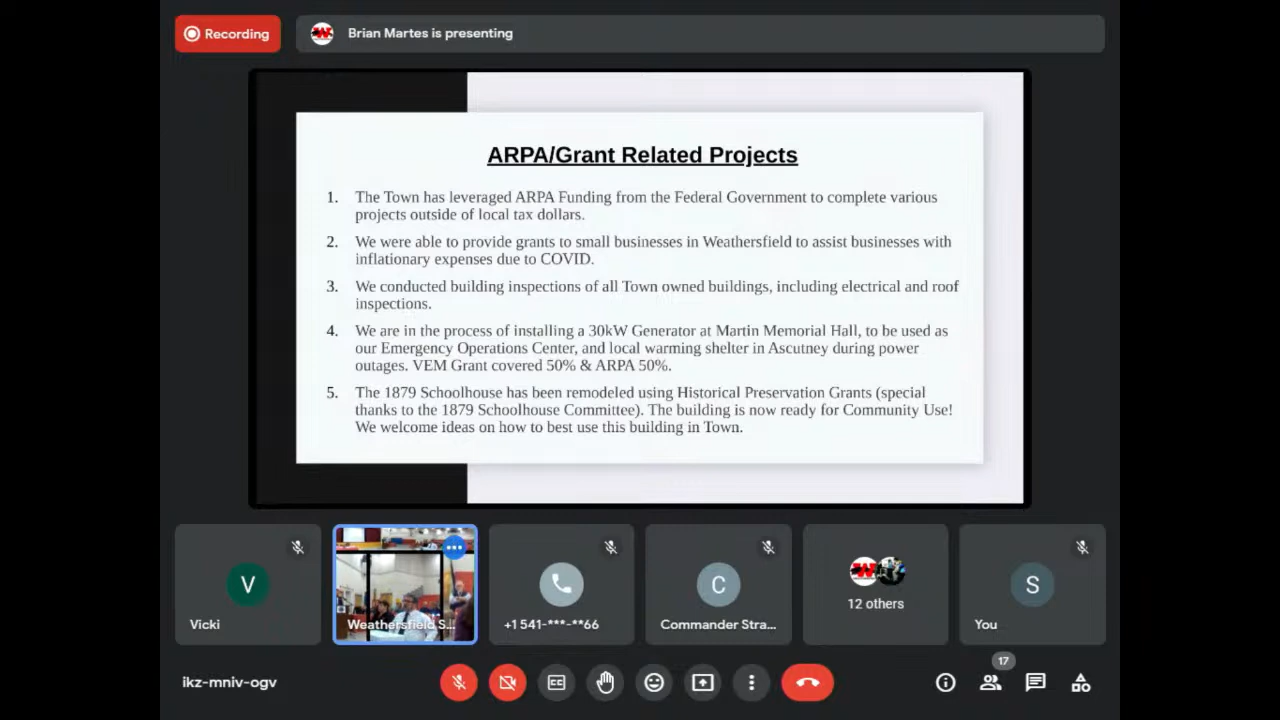 Recording
Brian Martes is presenting
ARPA/Grant Related Projects
1. The Town has leveraged ARPA Funding from the Federal Government to complete various
projects outside of local tax dollars.
2. We were able to provide grants to small businesses in Weathersfield to assist businesses with
inflationary expenses due to COVID.
3. We conducted building inspections of all Town owned buildings, including electrical and roof
inspections.
4. We are in the process of installing a 30kW Generator at Martin Memorial Hall, to be used as
our Emergency Operations Center, and local warming shelter in Ascutney during power
outages. VEM Grant covered 50% & ARPA 50%.
5. The 1879 Schoolhouse has been remodeled using Historical Preservation Grants (special
thanks to the 1879 Schoolhouse Committee). The building is now ready for Community Use!
We welcome ideas on how to best use this building in Town.
V
C
W
S
Vicki
Weathersfield S...
+1 541-***-**66
Commander Stra...
12 others
You
17
ikz-mniv-ogv
CC